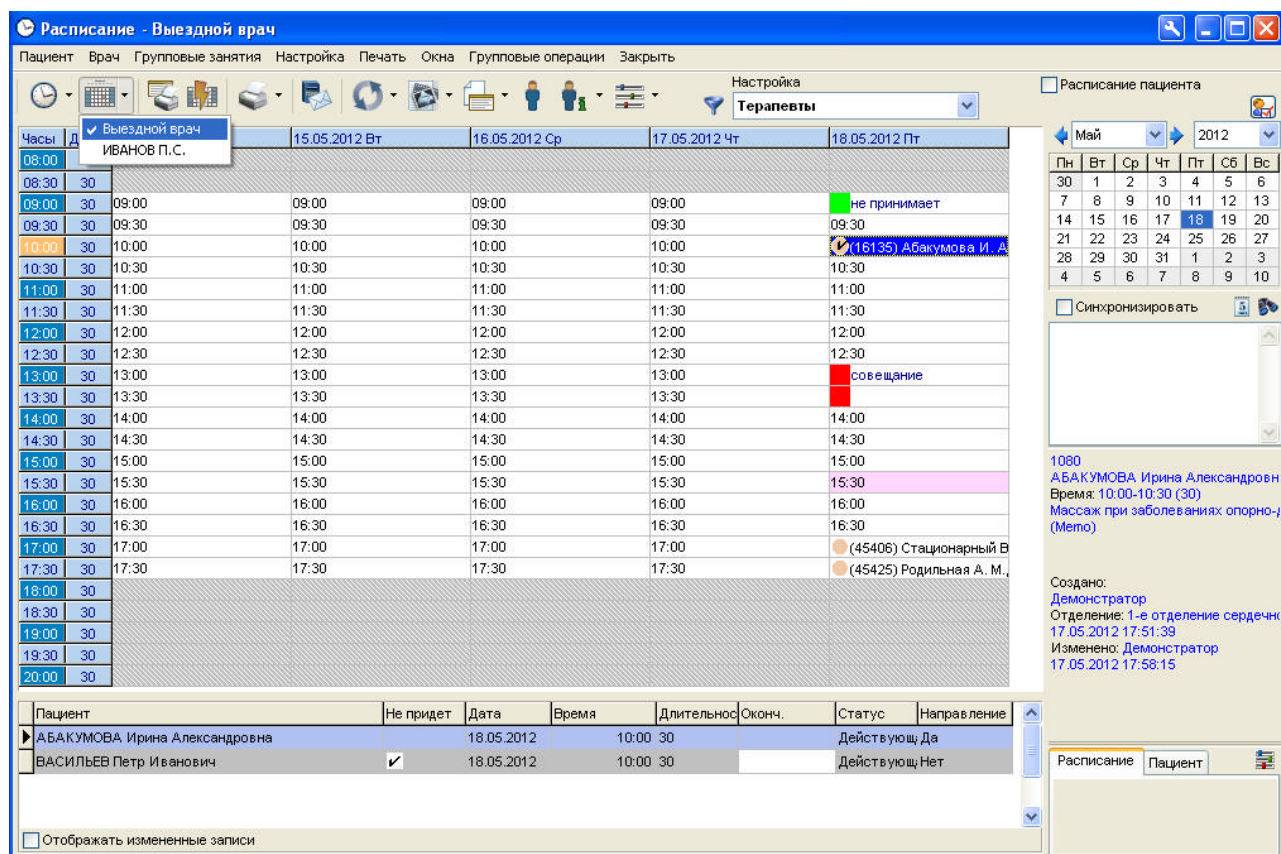 Расписание - Выездной врач
Пациент Врач Групповые занятия Настройка Печать Окна Групповые операции Закрыть
Настройка
Терапевты
Расписание пациента
Выездной врач
ИВАНОВ П.С.
Часы Д 15.05.2012 Вт 16.05.2012 Ср 17.05.2012 Чт 18.05.2012 Пт
08:00
08:30 30
09:00 30 09:00 09:00 09:00 09:00 не принимает
09:30 30 09:30 09:30 09:30 09:30 09:30
10:00 30 10:00 10:00 10:00 10:00 (16135) Абакумова И. А
10:30 30 10:30 10:30 10:30 10:30 10:30
11:00 30 11:00 11:00 11:00 11:00 11:00
11:30 30 11:30 11:30 11:30 11:30 11:30
12:00 30 12:00 12:00 12:00 12:00 12:00
12:30 30 12:30 12:30 12:30 12:30 12:30
13:00 30 13:00 13:00 13:00 13:00 совещание
13:30 30 13:30 13:30 13:30 13:30
14:00 30 14:00 14:00 14:00 14:00 14:00
14:30 30 14:30 14:30 14:30 14:30 14:30
15:00 30 15:00 15:00 15:00 15:00 15:00
15:30 30 15:30 15:30 15:30 15:30 15:30
16:00 30 16:00 16:00 16:00 16:00 16:00
16:30 30 16:30 16:30 16:30 16:30 16:30
17:00 30 17:00 17:00 17:00 17:00 (45406) Стационарный В
17:30 30 17:30 17:30 17:30 17:30 (45425) Родильная А. М.,
18:00 30
18:30 30
19:00 30
19:30 30
20:00 30
Май 2012
Пн Вт Ср Чт Пт Сб Вс
30 1 2 3 4 5 6
7 8 9 10 11 12 13
14 15 16 17 18 19 20
21 22 23 24 25 26 27
28 29 30 31 1 2 3
4 5 6 7 8 9 10
Синхронизировать
1080
АБАКУМОВА Ирина Александровн
Время: 10:00-10:30 (30)
Массаж при заболеваниях опорно-д
(Memo)
Создано:
Демонстратор
Отделение: 1-е отделение сердечно
17.05.2012 17:51:39
Изменено: Демонстратор
17.05.2012 17:58:15
Пациент Не придет Дата Время Длительнос Оконч. Статус Направление
АБАКУМОВА Ирина Александровна 18.05.2012 10:00 30 Действующ Да
ВАСИЛЬЕВ Петр Иванович 18.05.2012 10:00 30 Действующ Нет
Отображать измененные записи
Расписание Пациент